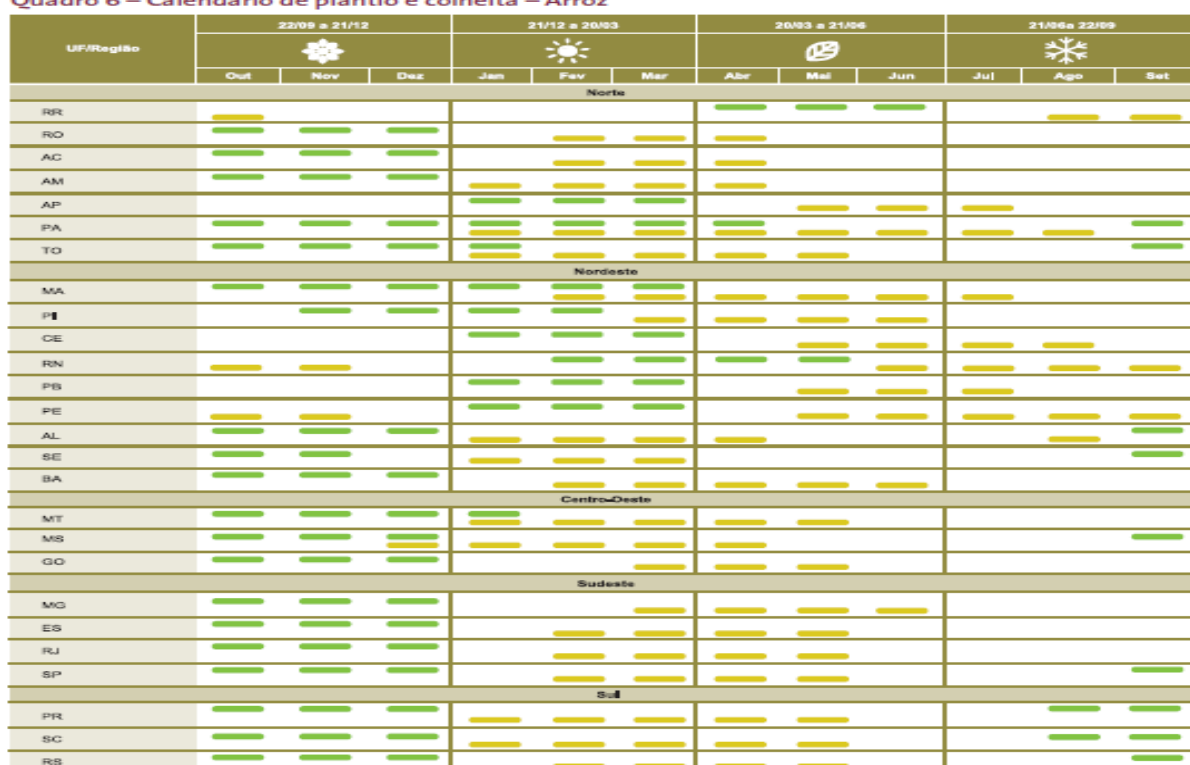 Quadro 6 – Calendário de plantio e colheita – Arroz
UF/Região
22/09 a 21/12
21/12 a 20/03
20/03 a 21/06
21/06a 22/09
Out Nov Dez Jan Fev Mar Abr Mai Jun Jul Ago Set
Norte
RR
RO
AC
AM
AP
PA
TO
Nordeste
MA
PI
CE
RN
PB
PE
AL
SE
BA
Centro-Oeste
MT
MS
GO
Sudeste
MG
ES
RJ
SP
Sul
PR
SC
RS